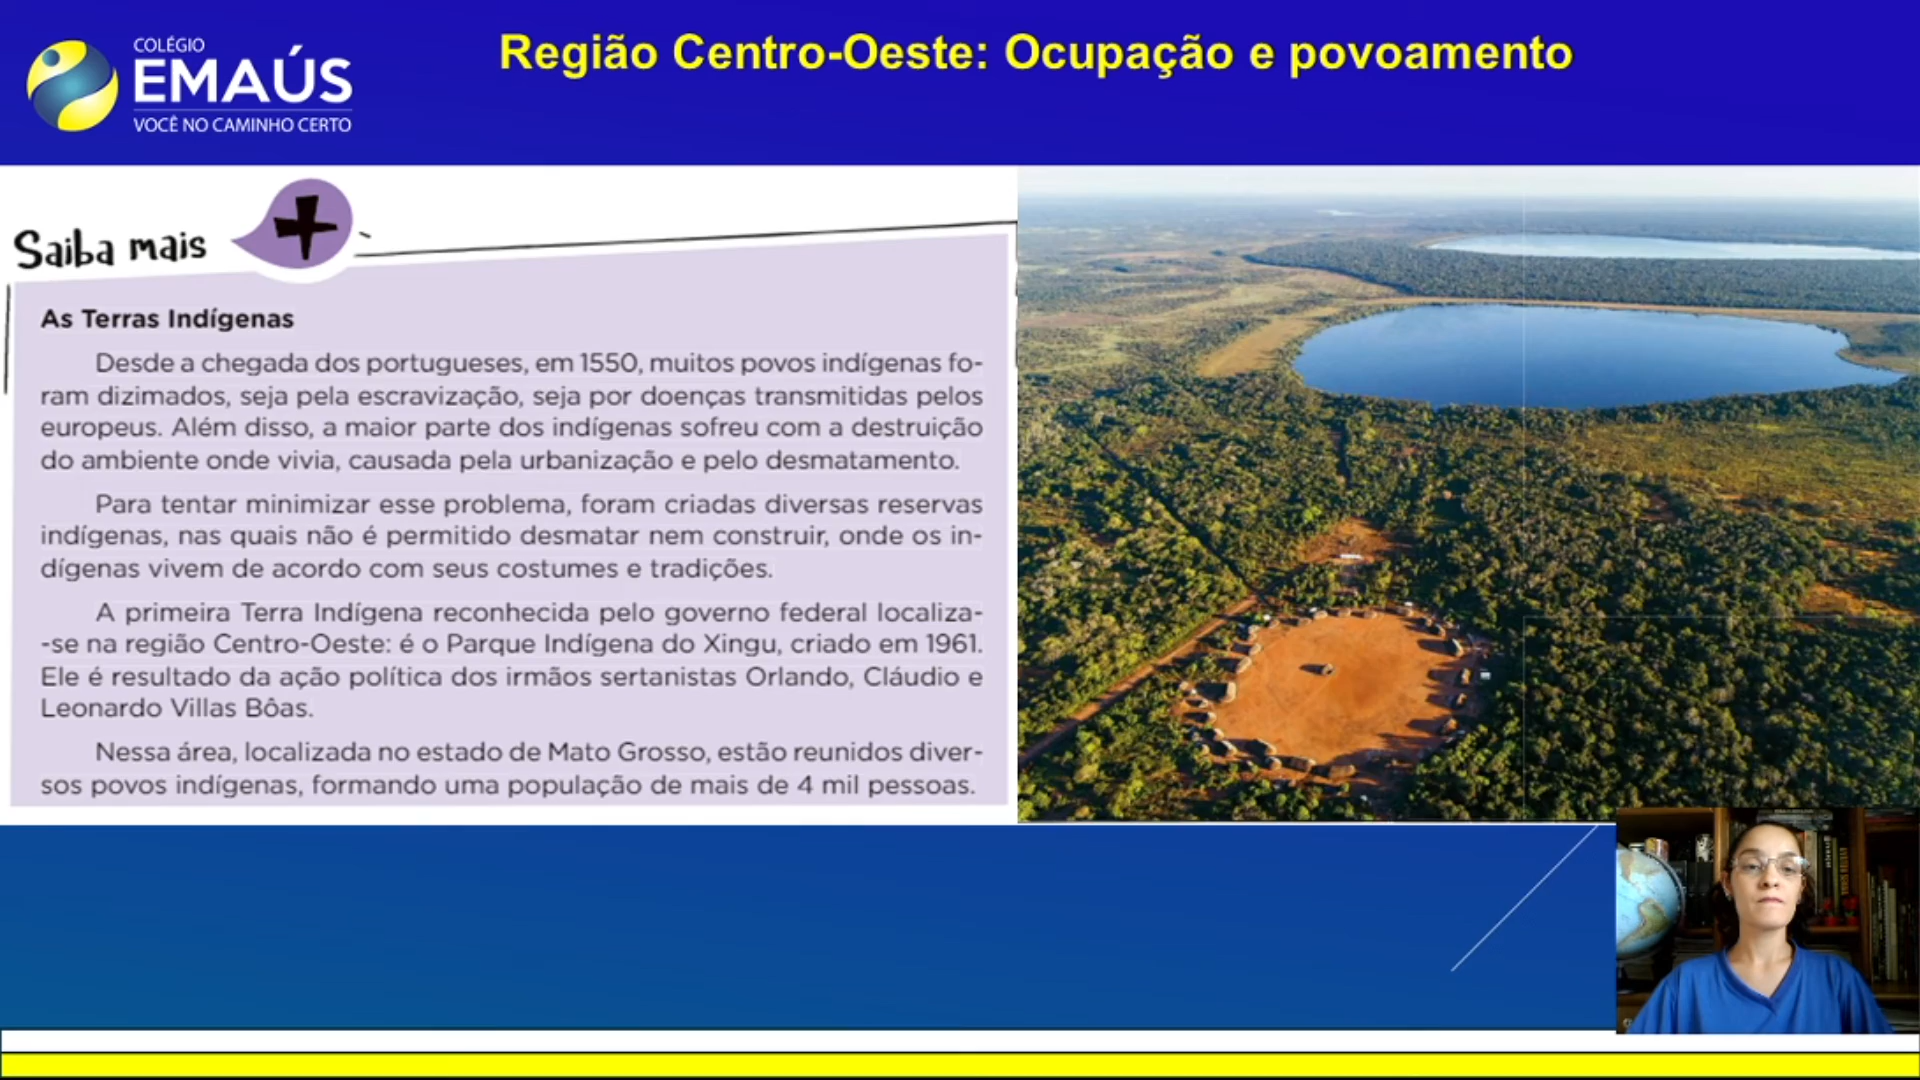 COLÉGIO
EMAÚS
VOCÊ NO CAMINHO CERTO
Região Centro-Oeste: Ocupação e povoamento
Saiba mais
As Terras Indígenas
Desde a chegada dos portugueses, em 1550, muitos povos indígenas fo-
ram dizimados, seja pela escravização, seja por doenças transmitidas pelos
europeus. Além disso, a maior parte dos indígenas sofreu com a destruição
do ambiente onde vivia, causada pela urbanização e pelo desmatamento.
Para tentar minimizar esse problema, foram criadas diversas reservas
indígenas, nas quais não é permitido desmatar nem construir, onde os in-
dígenas vivem de acordo com seus costumes e tradições.
A primeira Terra Indígena reconhecida pelo governo federal localiza-
-se na região Centro-Oeste: é o Parque Indígena do Xingu, criado em 1961.
Ele é resultado da ação política dos irmãos sertanistas Orlando, Cláudio e
Leonardo Villas Bôas.
Nessa área, localizada no estado de Mato Grosso, estão reunidos diver-
sos povos indígenas, formando uma população de mais de 4 mil pessoas.